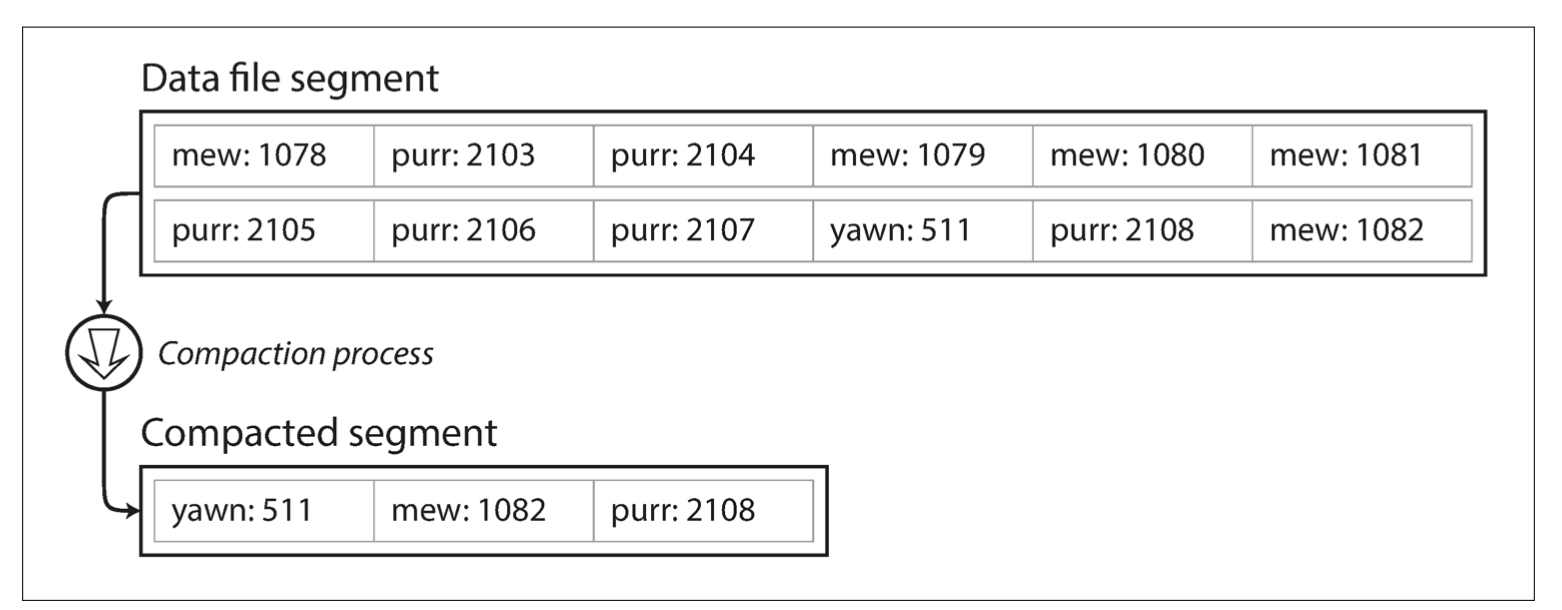 Data file segment
mew: 1078 purr: 2103 purr: 2104 mew: 1079 mew: 1080 mew: 1081
purr: 2105 purr: 2106 purr: 2107 yawn: 511 purr: 2108 mew: 1082
Compaction process
Compacted segment
yawn: 511 mew: 1082 purr: 2108